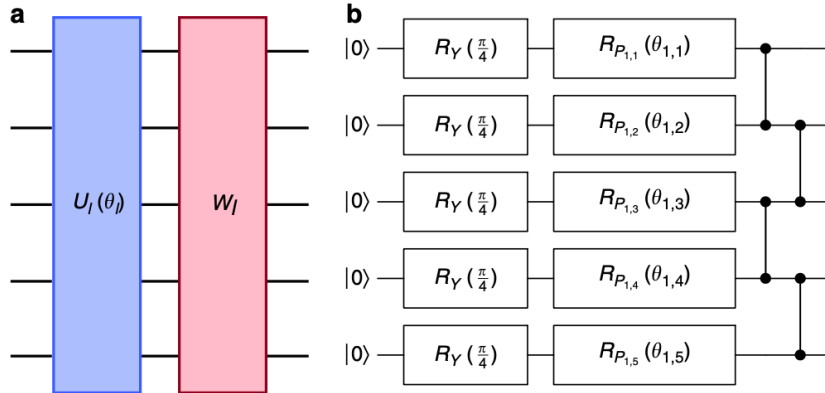 a
U_l(θ_l)
W_l
b
|0⟩ R_Y(π/4) R_{P_{1,1}}(θ_{1,1})
|0⟩ R_Y(π/4) R_{P_{1,2}}(θ_{1,2})
|0⟩ R_Y(π/4) R_{P_{1,3}}(θ_{1,3})
|0⟩ R_Y(π/4) R_{P_{1,4}}(θ_{1,4})
|0⟩ R_Y(π/4) R_{P_{1,5}}(θ_{1,5})